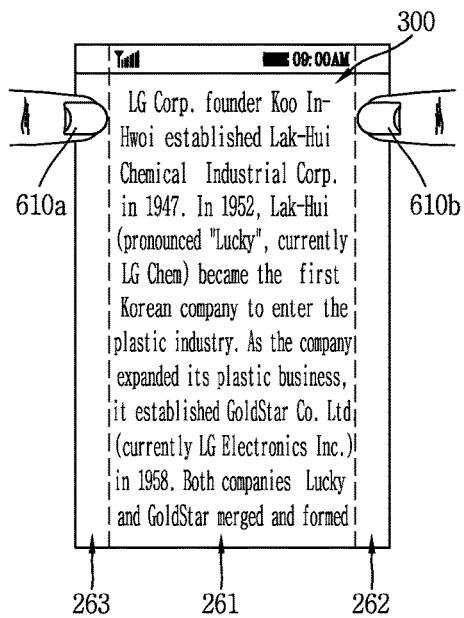 300
09:00AM
LG Corp. founder Koo In-
Hwoi established Lak-Hui
Chemical Industrial Corp.
in 1947. In 1952, Lak-Hui
(pronounced "Lucky", currently
LG Chem) became the first
Korean company to enter the
plastic industry. As the company
expanded its plastic business,
it established GoldStar Co. Ltd
(currently LG Electronics Inc.)
in 1958. Both companies Lucky
and GoldStar merged and formed
610a 610b
263 261 262